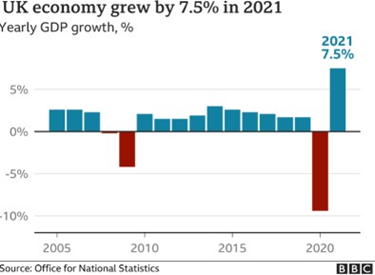 UK economy grew by 7.5% in 2021
Yearly GDP growth, %
2021
7.5%
5%
0%
-5%
-10%
2005 2010 2015 2020
Source: Office for National Statistics BBC